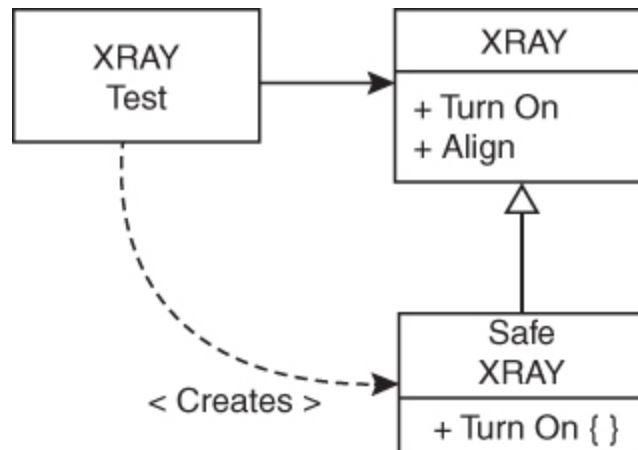 XRAY
Test
XRAY
+ Turn On
+ Align
< Creates >
Safe
XRAY
+ Turn On { }